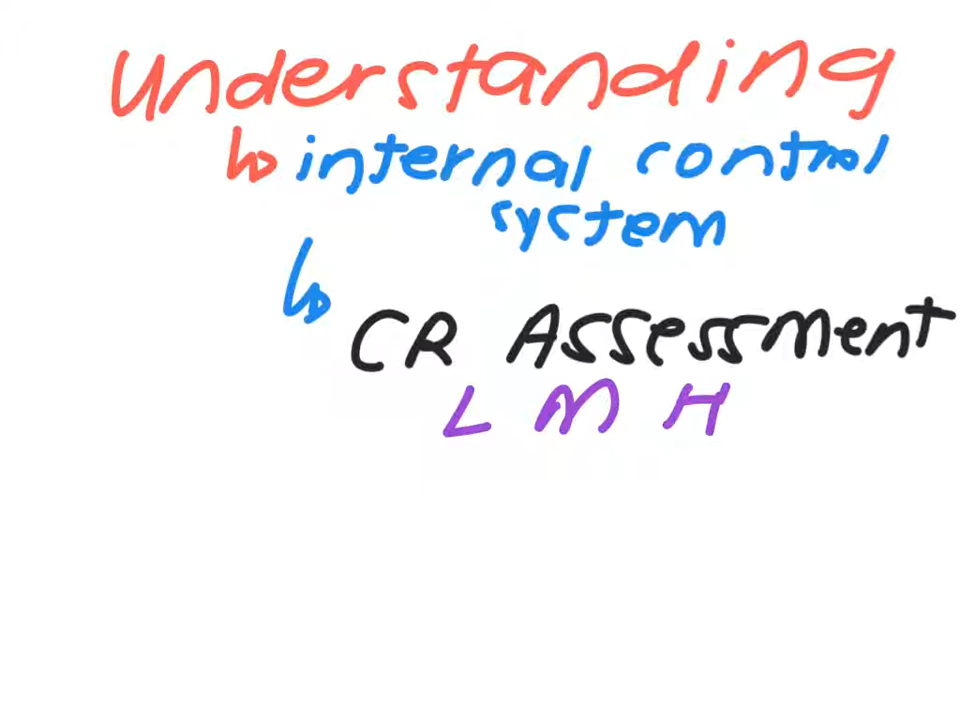 understanding
↳ internal control
system
↳ CR Assessment
L M H